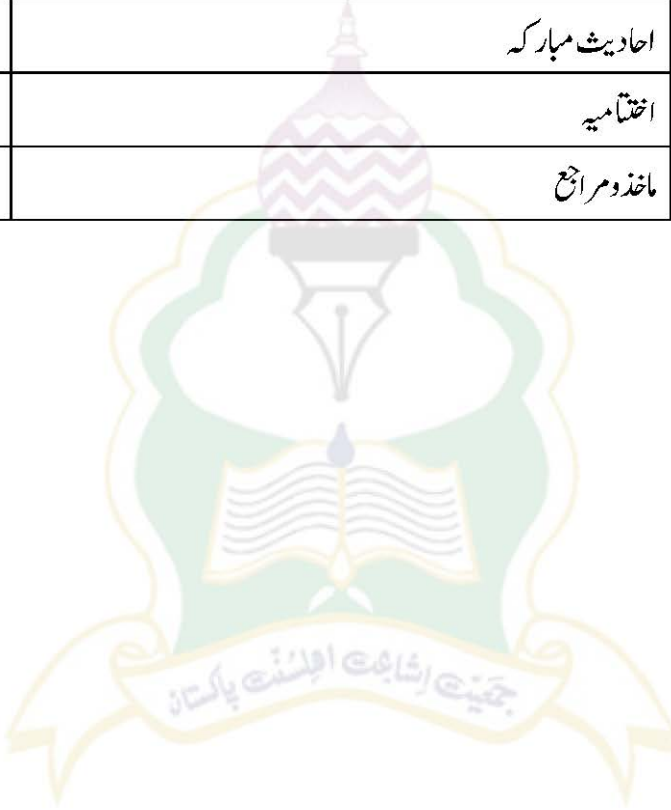 احادیث مبارکہ
اختتامیہ
ماخذ ومراجع
جمعیت اشاعت اہلسنت پاکستان